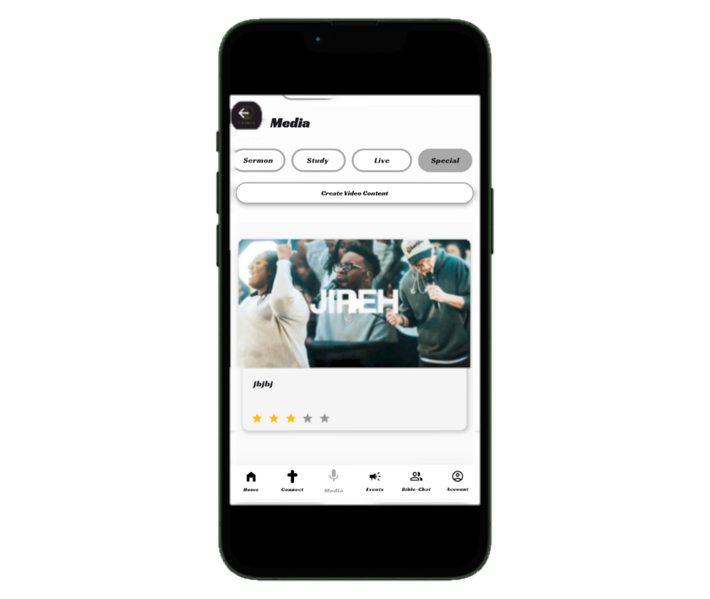 Media
Sermon Study Live Special
Create Video Content
JIREH
jbjbj
Home Connect Media Events Bible-Chat Account